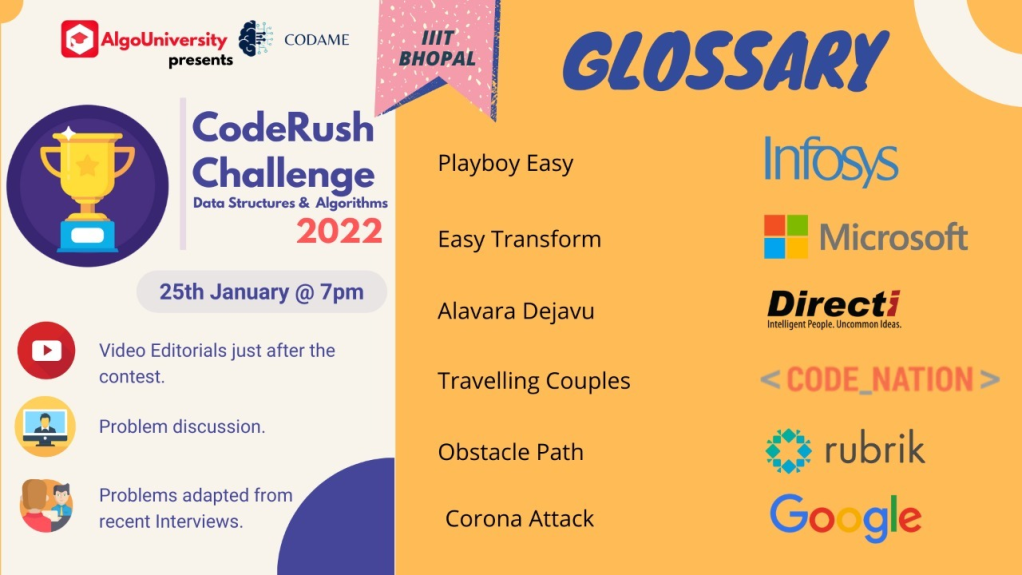 AlgoUniversity
presents
CODAME
IIIT
BHOPAL
CodeRush
Challenge
Data Structures & Algorithms
2022
25th January @ 7pm
Video Editorials just after the
contest.
Problem discussion.
Problems adapted from
recent Interviews.
GLOSSARY
Playboy Easy
Infosys
Easy Transform
Microsoft
Alavara Dejavu
Directi
Intelligent People. Uncommon Ideas.
Travelling Couples
< CODE_NATION >
Obstacle Path
rubrik
Corona Attack
Google